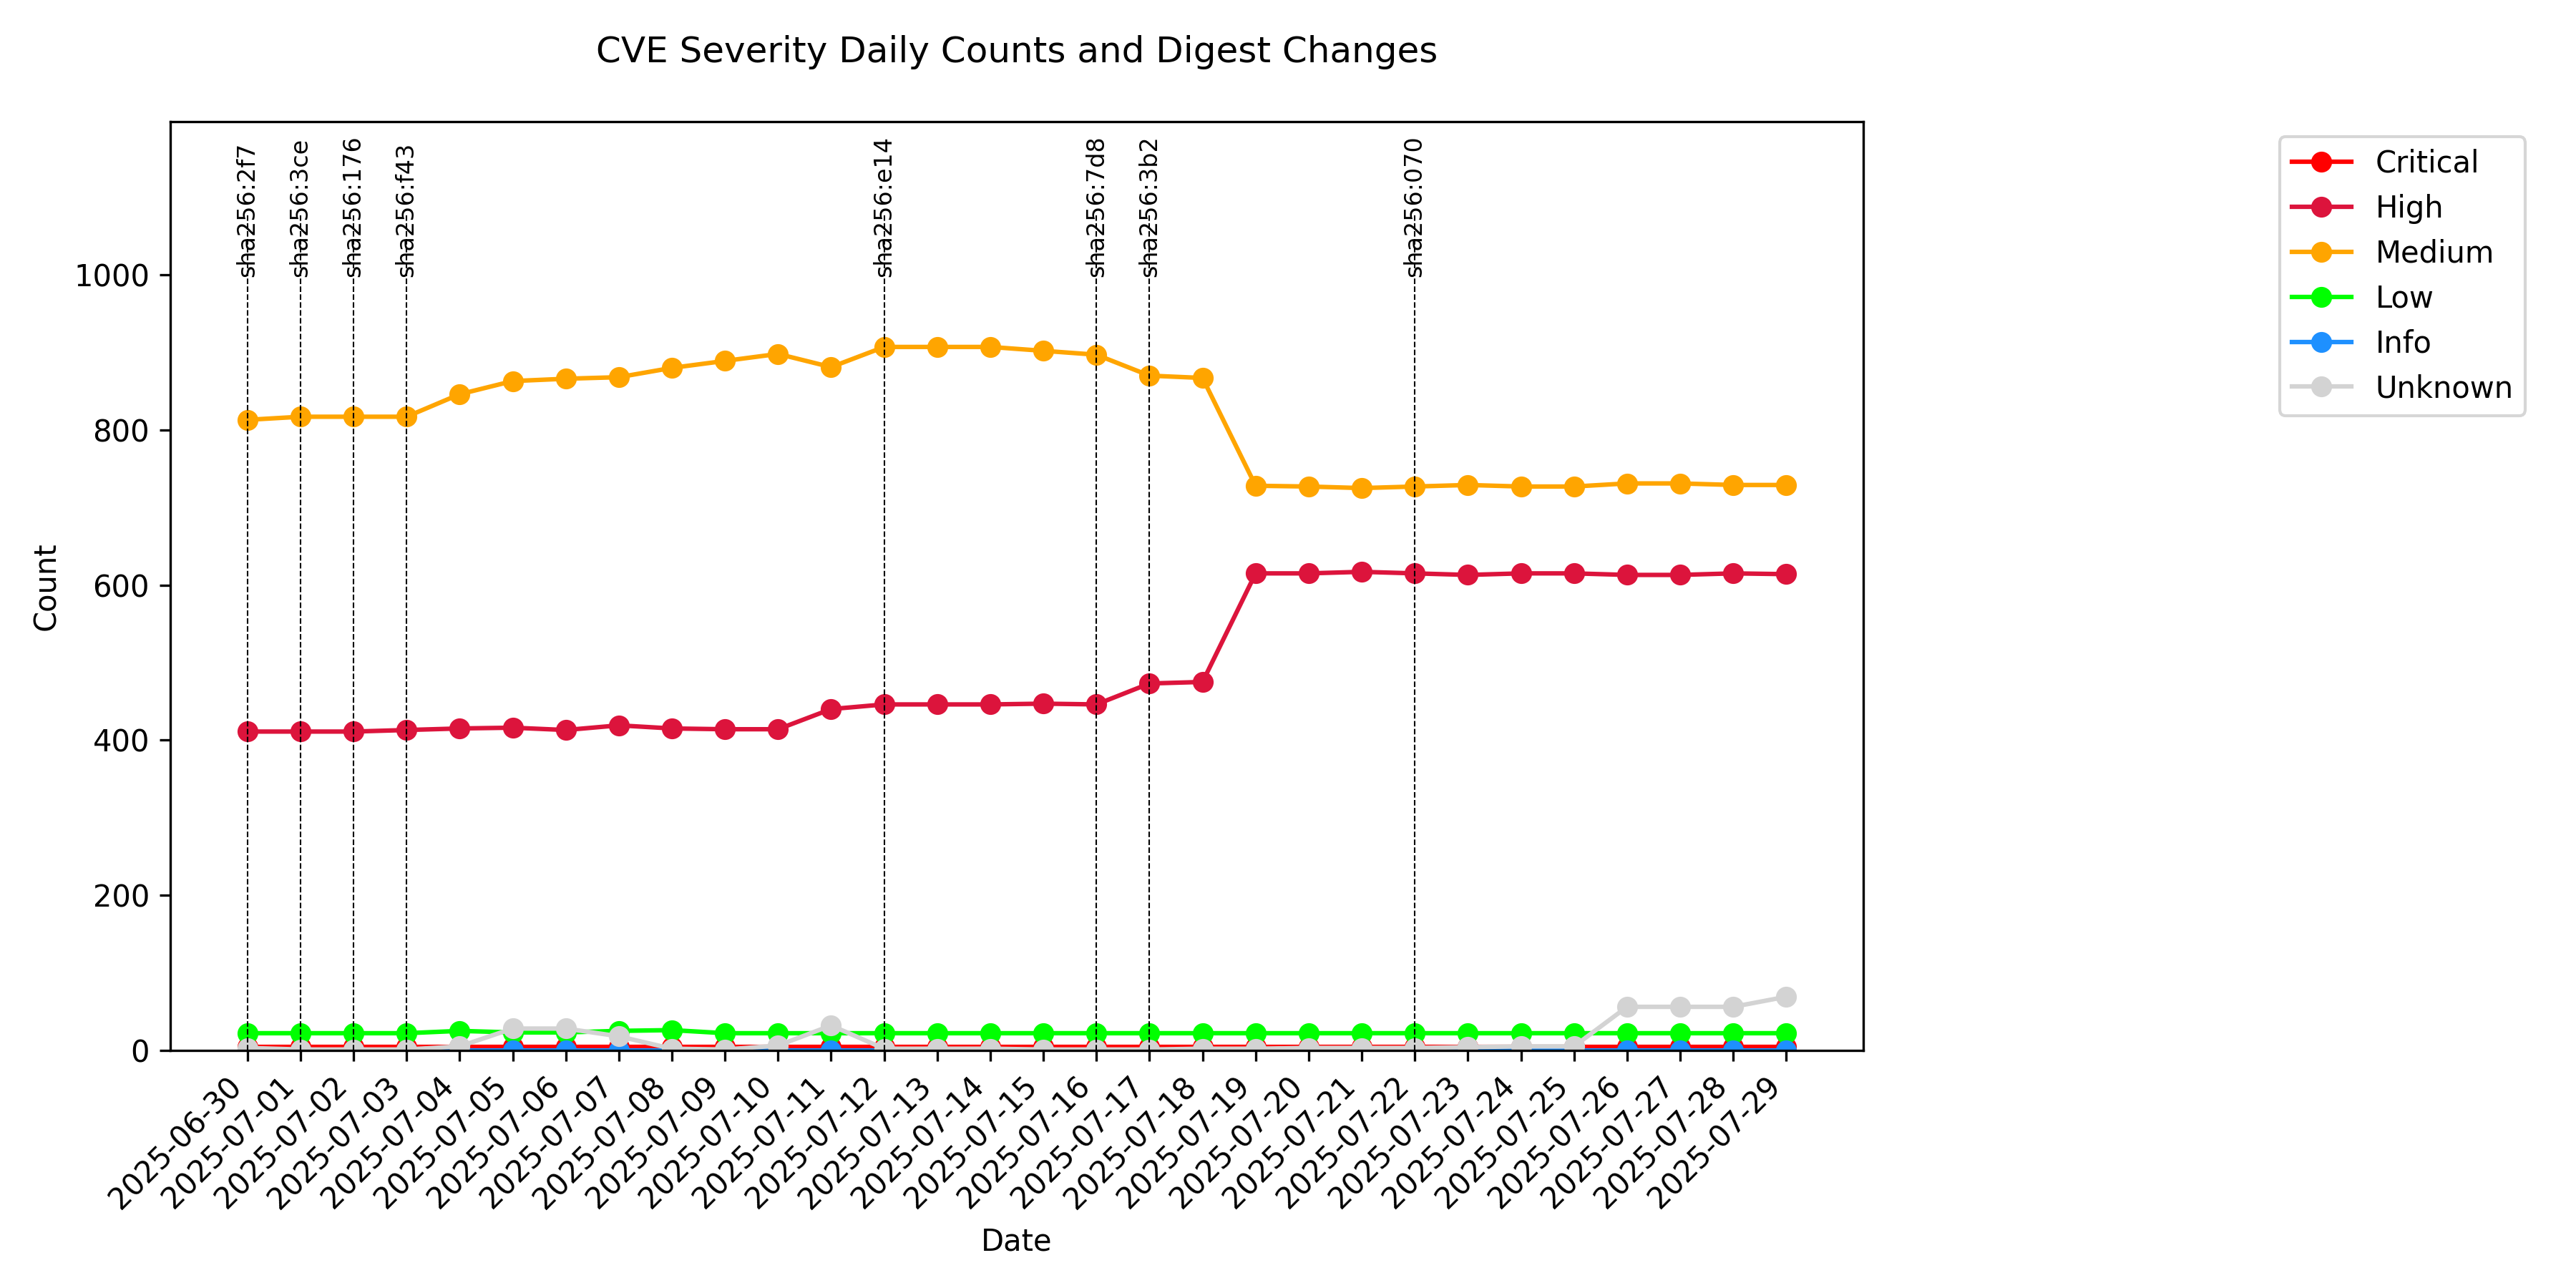 CVE Severity Daily Counts and Digest Changes
sha256:2f7
sha256:3ce
sha256:176
sha256:f43
sha256:e14
sha256:7d8
sha256:3b2
sha256:070
Critical
High
Medium
Low
Info
Unknown
1000
800
600
400
200
0
Count
2025-06-30
2025-07-01
2025-07-02
2025-07-03
2025-07-04
2025-07-05
2025-07-06
2025-07-07
2025-07-08
2025-07-09
2025-07-10
2025-07-11
2025-07-12
2025-07-13
2025-07-14
2025-07-15
2025-07-16
2025-07-17
2025-07-18
2025-07-19
2025-07-20
2025-07-21
2025-07-22
2025-07-23
2025-07-24
2025-07-25
2025-07-26
2025-07-27
2025-07-28
2025-07-29
Date